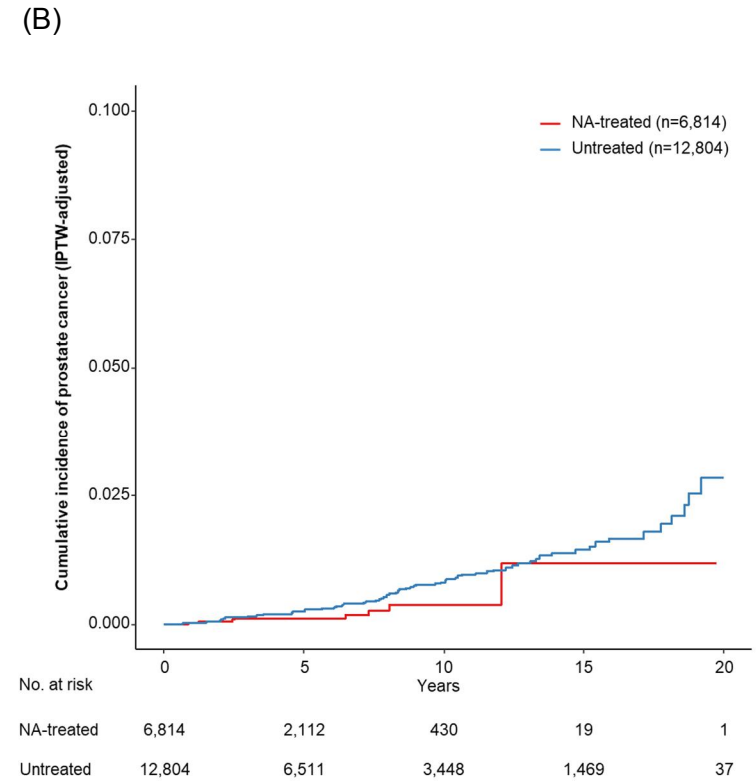 (B)
Cumulative incidence of prostate cancer (IPTW-adjusted)
0.100
0.075
0.050
0.025
0.000
NA-treated (n=6,814)
Untreated (n=12,804)
0 5 10 15 20
Years
No. at risk
NA-treated 6,814 2,112 430 19 1
Untreated 12,804 6,511 3,448 1,469 37